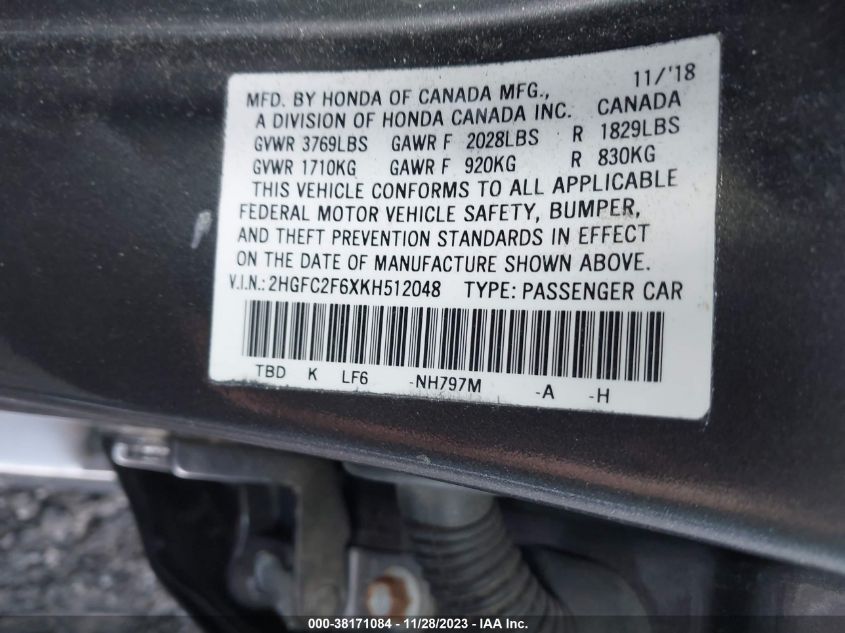 11/'18
MFD. BY HONDA OF CANADA MFG.,
A DIVISION OF HONDA CANADA INC. CANADA
GVWR 3769LBS GAWR F 2028LBS R 1829LBS
GVWR 1710KG GAWR F 920KG R 830KG
THIS VEHICLE CONFORMS TO ALL APPLICABLE
FEDERAL MOTOR VEHICLE SAFETY, BUMPER,
AND THEFT PREVENTION STANDARDS IN EFFECT
ON THE DATE OF MANUFACTURE SHOWN ABOVE.
V.I.N.: 2HGFC2F6XKH512048 TYPE: PASSENGER CAR
TBD K LF6 -NH797M -A -H
000-38171084 - 11/28/2023 - IAA Inc.